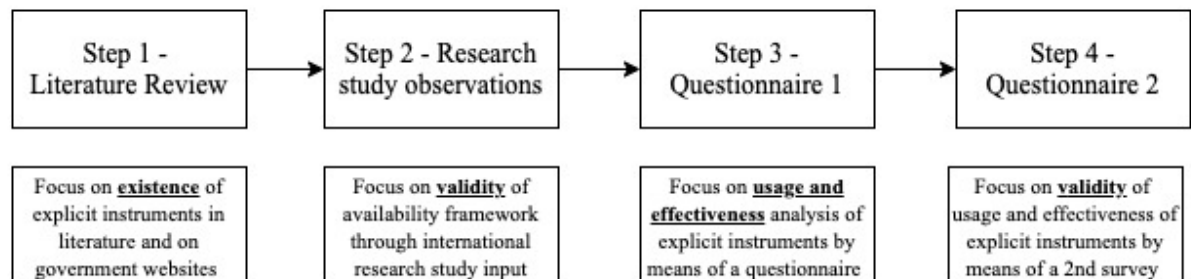 Step 1 -
Literature Review
Step 2 - Research
study observations
Step 3 -
Questionnaire 1
Step 4 -
Questionnaire 2
Focus on existence of
explicit instruments in
literature and on
government websites
Focus on validity of
availability framework
through international
research study input
Focus on usage and
effectiveness analysis of
explicit instruments by
means of a questionnaire
Focus on validity of
usage and effectiveness of
explicit instruments by
means of a 2nd survey